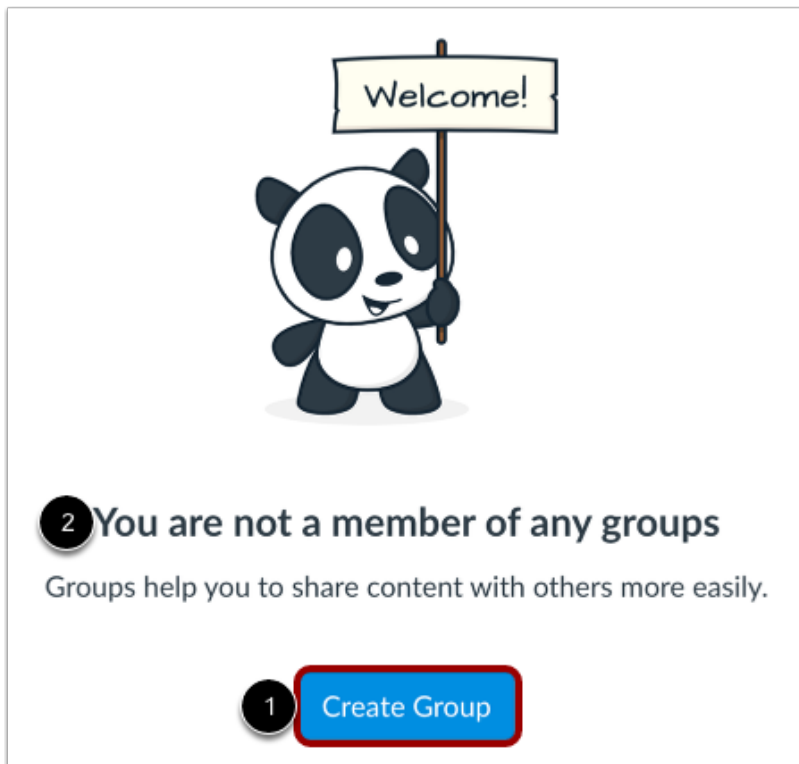 Welcome!
2 You are not a member of any groups
Groups help you to share content with others more easily.
1 Create Group